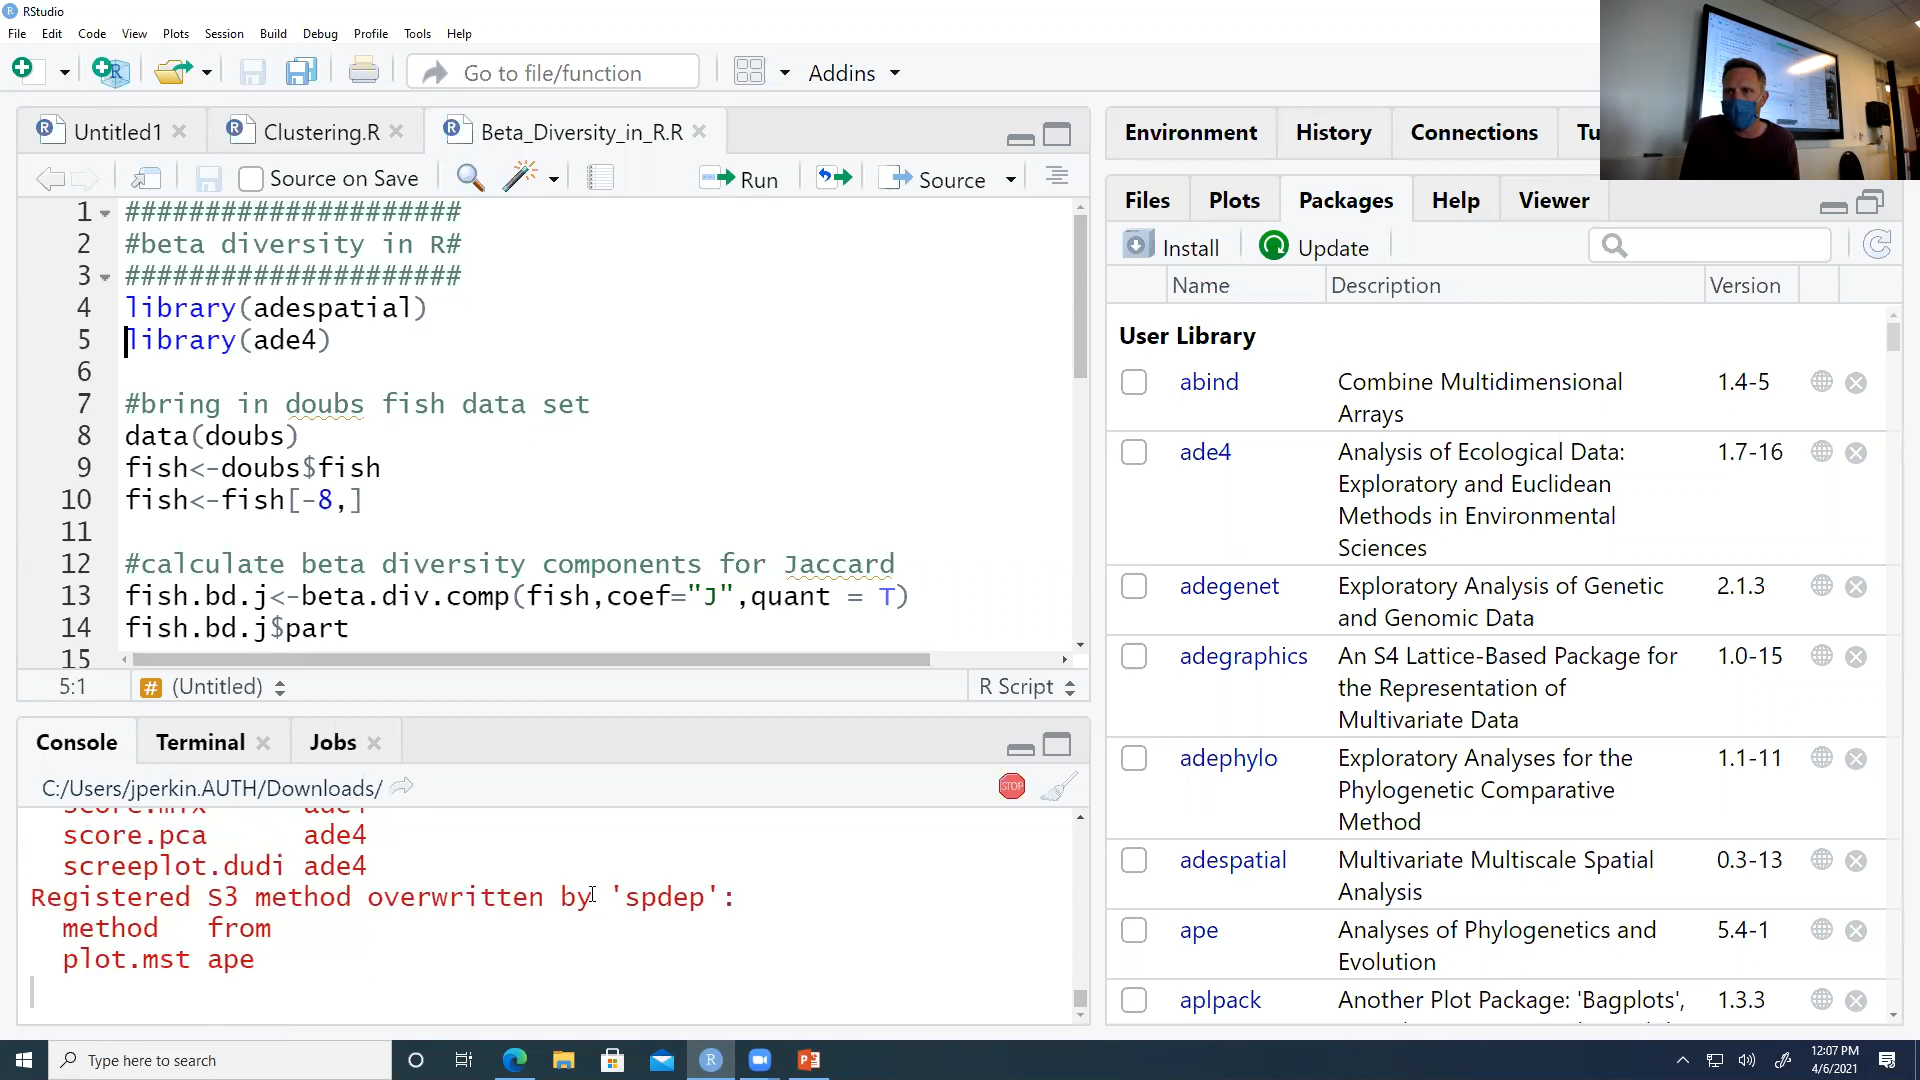 RStudio
File Edit Code View Plots Session Build Debug Profile Tools Help
Go to file/function
Addins
Untitled1
Clustering.R
Beta_Diversity_in_R.R
Source on Save
Run
Source
1 #####################
2 #beta diversity in R#
3 #####################
4 library(adespatial)
5 library(ade4)
6
7 #bring in doubs fish data set
8 data(doubs)
9 fish<-doubs$fish
10 fish<-fish[-8,]
11
12 #calculate beta diversity components for Jaccard
13 fish.bd.j<-beta.div.comp(fish,coef="J",quant = T)
14 fish.bd.j$part
15
5:1 # (Untitled) R Script
Console Terminal Jobs
C:/Users/jperkin.AUTH/Downloads/
STOP
score.pca ade4
screeplot.dudi ade4
Registered S3 method overwritten by 'spdep':
method from
plot.mst ape
Environment History Connections Tu
Files Plots Packages Help Viewer
Install Update
Name Description Version
User Library
abind Combine Multidimensional 1.4-5
Arrays
ade4 Analysis of Ecological Data: 1.7-16
Exploratory and Euclidean
Methods in Environmental
Sciences
adegenet Exploratory Analysis of Genetic 2.1.3
and Genomic Data
adegraphics An S4 Lattice-Based Package for 1.0-15
the Representation of
Multivariate Data
adephylo Exploratory Analyses for the 1.1-11
Phylogenetic Comparative
Method
adespatial Multivariate Multiscale Spatial 0.3-13
Analysis
ape Analyses of Phylogenetics and 5.4-1
Evolution
aplpack Another Plot Package: 'Bagplots', 1.3.3
Type here to search
12:07 PM
4/6/2021